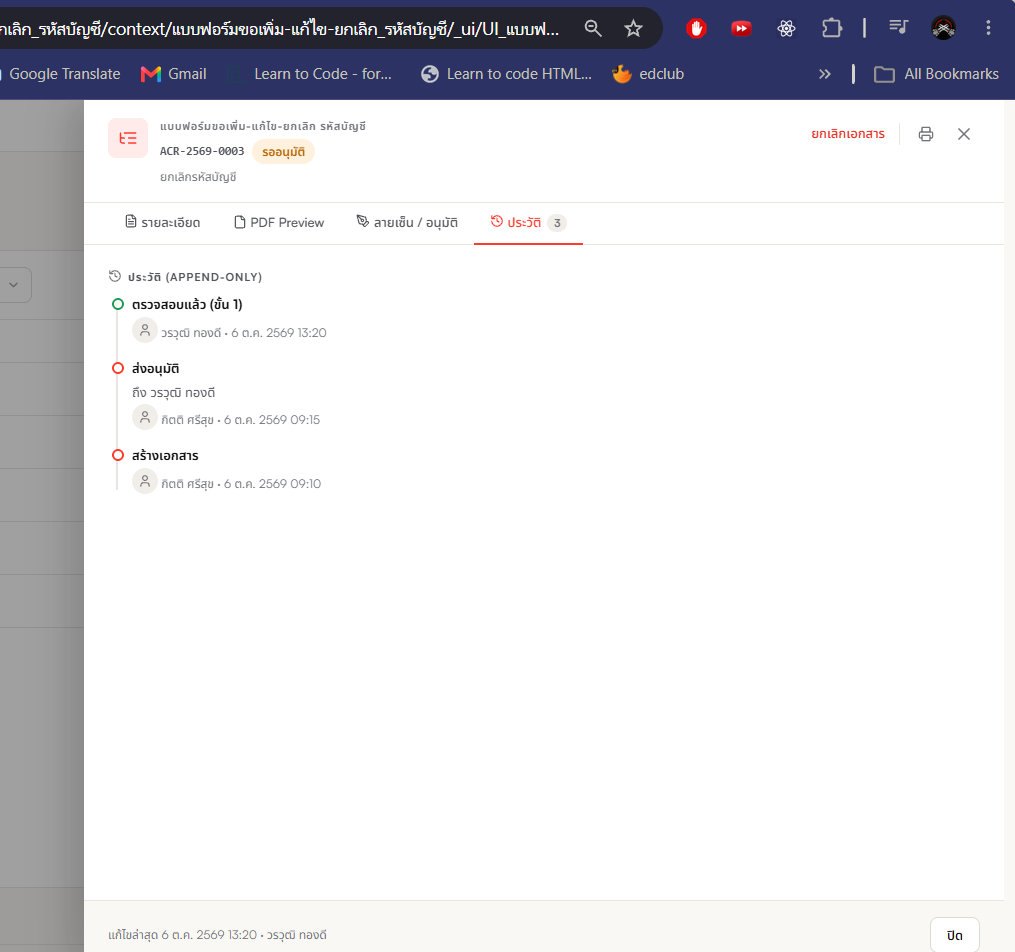 กเลิก_รหัสบัญชี/context/แบบฟอร์มขอเพิ่ม-แก้ไข-ยกเลิก_รหัสบัญชี/_ui/UI_แบบฟ...
Google Translate Gmail Learn to Code - for... Learn to code HTML... edclub » All Bookmarks
แบบฟอร์มขอเพิ่ม-แก้ไข-ยกเลิก รหัสบัญชี
ยกเลิกเอกสาร
ACR-2569-0003 รออนุมัติ
ยกเลิกรหัสบัญชี
รายละเอียด PDF Preview สายเซ็น / อนุมัติ ประวัติ 3
ประวัติ (APPEND-ONLY)
ตรวจสอบแล้ว (ขั้น 1)
วรวุฒิ ทองดี • 6 ต.ค. 2569 13:20
ส่งอนุมัติ
ถึง วรวุฒิ ทองดี
กิตติ ศรีสุข • 6 ต.ค. 2569 09:15
สร้างเอกสาร
กิตติ ศรีสุข • 6 ต.ค. 2569 09:10
แก้ไขล่าสุด 6 ต.ค. 2569 13:20 • วรวุฒิ ทองดี
ปิด